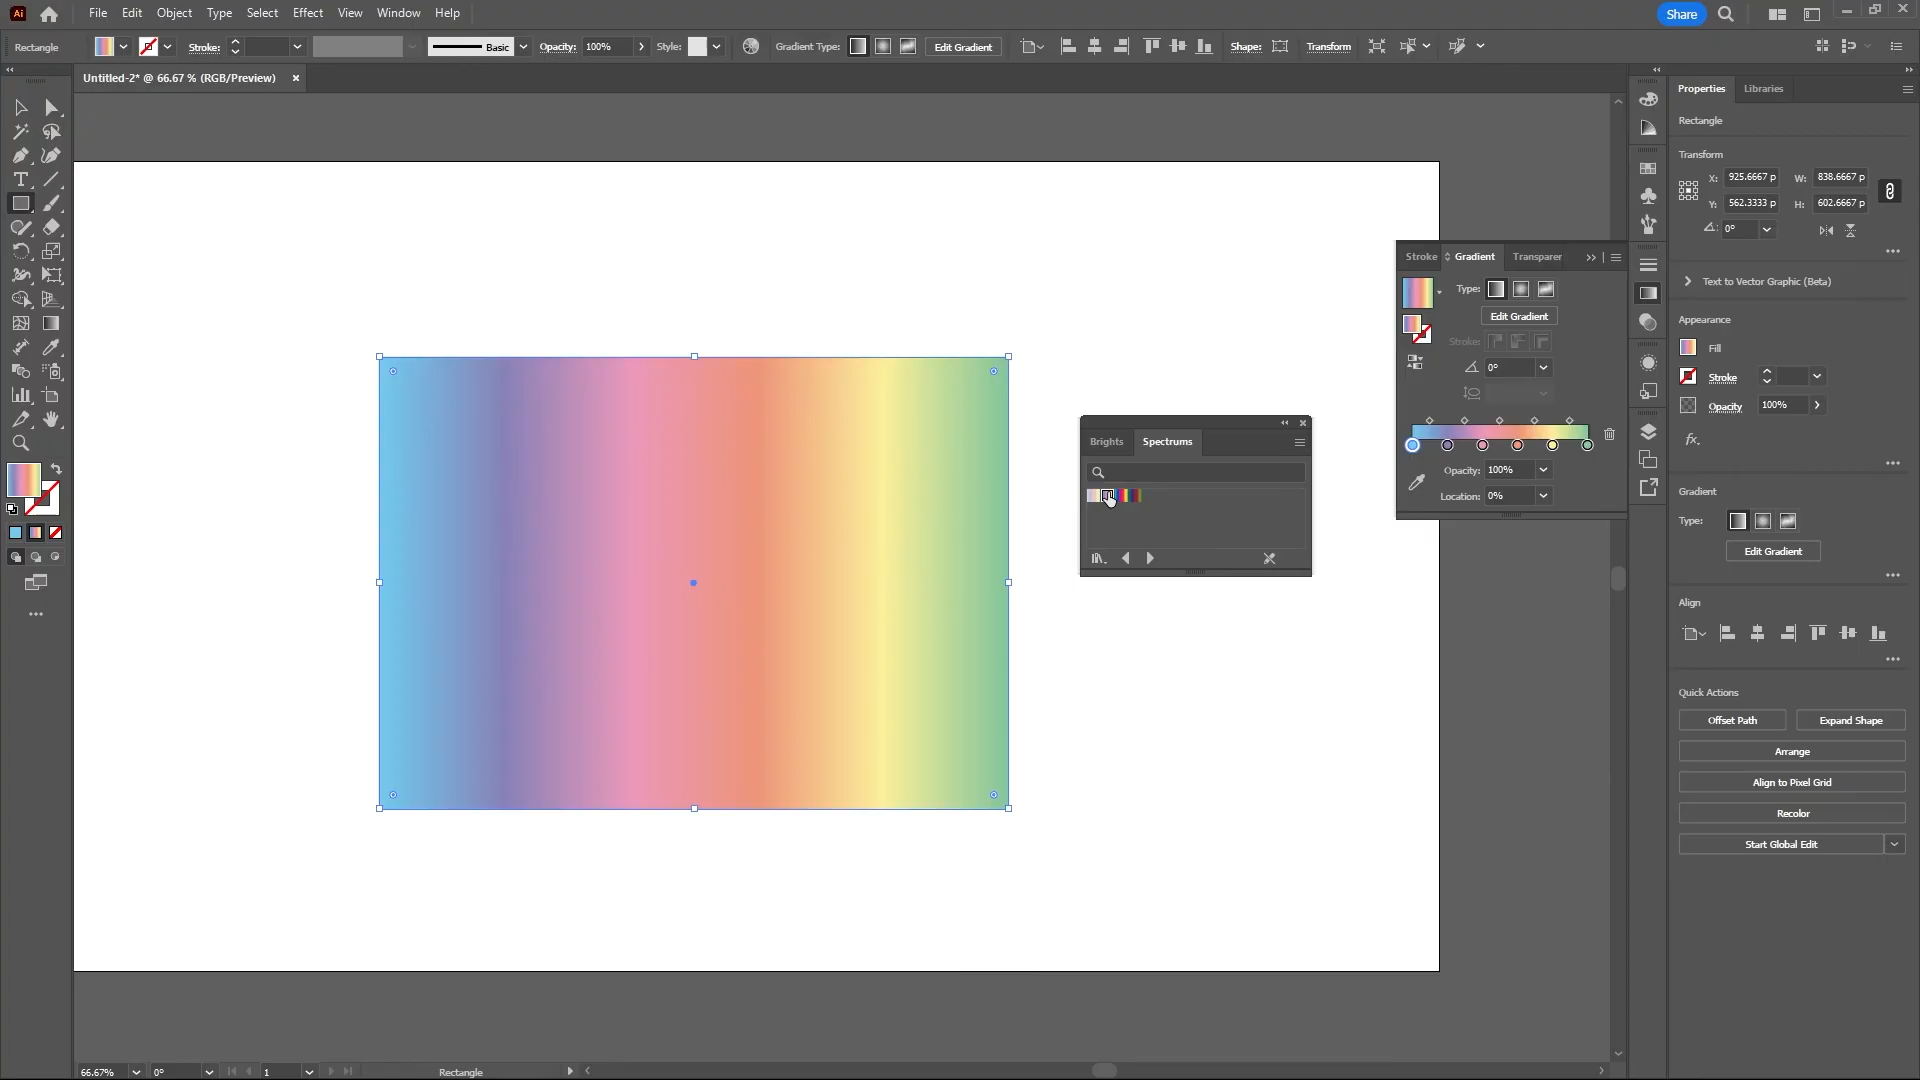 Ai File Edit Object Type Select Effect View Window Help Share
Rectangle Stroke: Basic Opacity: 100% Style: Gradient Type: Edit Gradient Shape: Transform
Untitled-2* @ 66.67 % (RGB/Preview)
Properties Libraries
Rectangle
Transform
X: 925.6667 p W: 838.6667 p
Y: 562.3333 p H: 602.6667 p
0°
Text to Vector Graphic (Beta)
Appearance
Fill
Stroke
Opacity 100%
fx.
Gradient
Type:
Edit Gradient
Align
Quick Actions
Offset Path Expand Shape
Arrange
Align to Pixel Grid
Recolor
Start Global Edit
Stroke Gradient Transparer
Type:
Edit Gradient
Stroke:
0°
Opacity: 100%
Location: 0%
Brights Spectrums
66.67% 0° 1 Rectangle